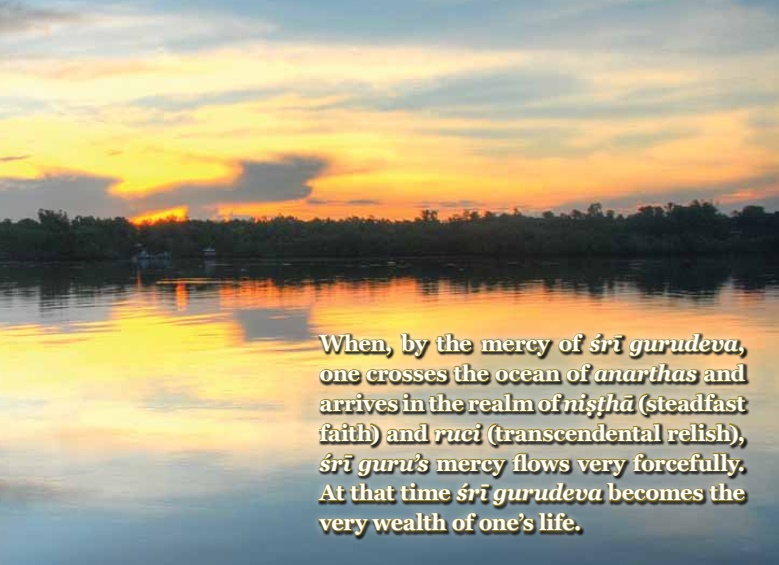 When, by the mercy of śrī gurudeva,
one crosses the ocean of anarthas and
arrives in the realm of niṣṭhā (steadfast
faith) and ruci (transcendental relish),
śrī guru’s mercy flows very forcefully.
At that time śrī gurudeva becomes the
very wealth of one’s life.